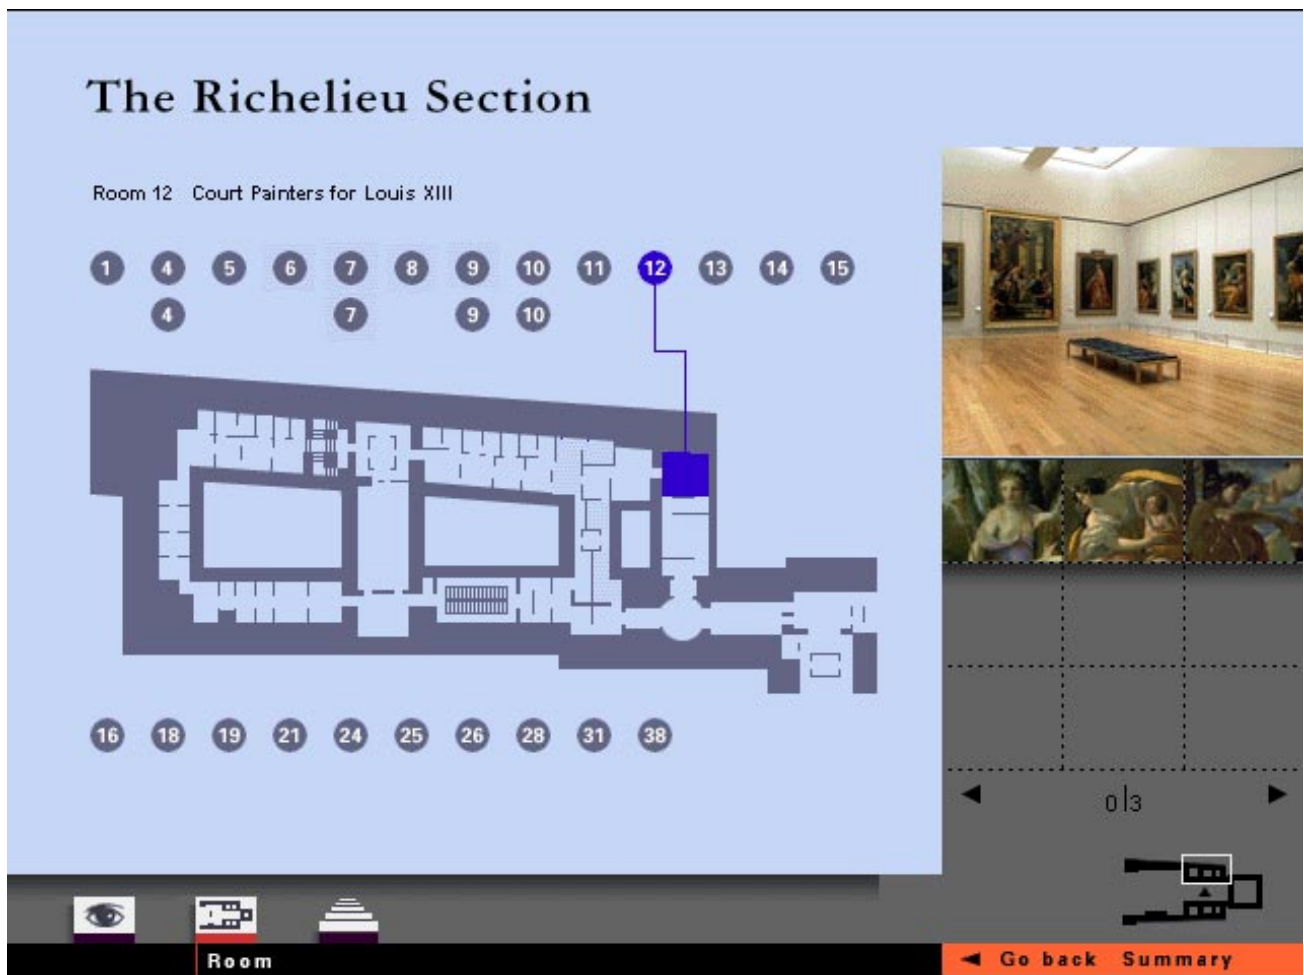 The Richelieu Section
Room 12 Court Painters for Louis XIII
1 4 5 6 7 8 9 10 11 12 13 14 15
4 7 9 10
16 18 19 21 24 25 26 28 31 38
0|3
Room
Go back Summary